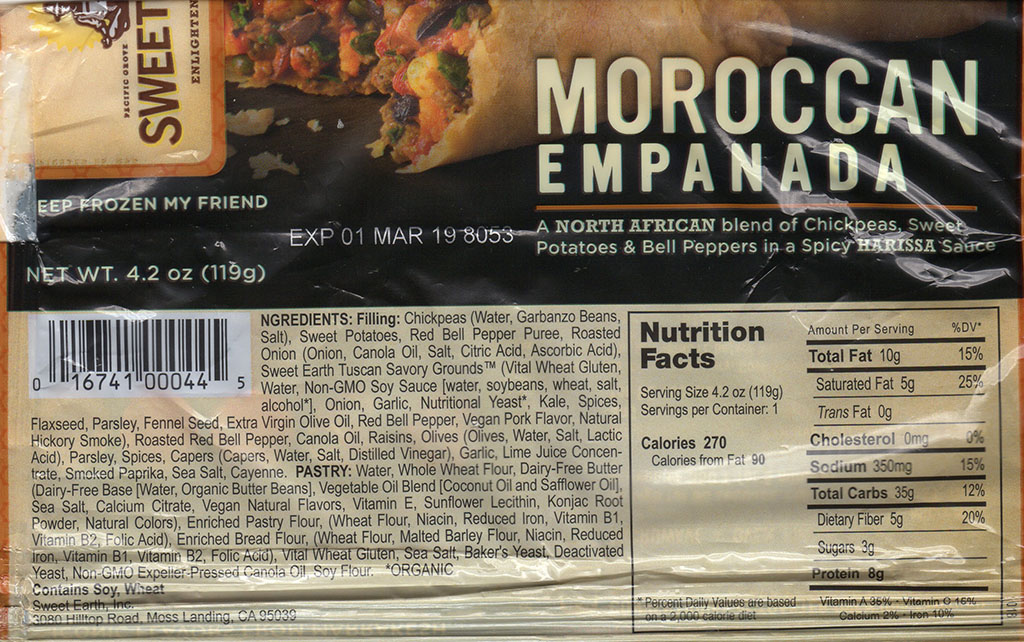 PACIFIC GROVE
SWEET
ENLIGHTEN
MOROCCAN
EMPANADA
EEP FROZEN MY FRIEND
EXP 01 MAR 19 8053
A NORTH AFRICAN blend of Chickpeas, Sweet
Potatoes & Bell Peppers in a Spicy HARISSA Sauce
NET WT. 4.2 oz (119g)
0 16741 00044 5
NGREDIENTS: Filling: Chickpeas (Water, Garbanzo Beans,
Salt), Sweet Potatoes, Red Bell Pepper Puree, Roasted
Onion (Onion, Canola Oil, Salt, Citric Acid, Ascorbic Acid),
Sweet Earth Tuscan Savory Grounds™ (Vital Wheat Gluten,
Water, Non-GMO Soy Sauce [water, soybeans, wheat, salt,
alcohol*], Onion, Garlic, Nutritional Yeast*, Kale, Spices,
Flaxseed, Parsley, Fennel Seed, Extra Virgin Olive Oil, Red Bell Pepper, Vegan Pork Flavor, Natural
Hickory Smoke), Roasted Red Bell Pepper, Canola Oil, Raisins, Olives (Olives, Water, Salt, Lactic
Acid), Parsley, Spices, Capers (Capers, Water, Salt, Distilled Vinegar), Garlic, Lime Juice Concen-
trate, Smoked Paprika, Sea Salt, Cayenne. PASTRY: Water, Whole Wheat Flour, Dairy-Free Butter
(Dairy-Free Base [Water, Organic Butter Beans], Vegetable Oil Blend [Coconut Oil and Safflower Oil],
Sea Salt, Calcium Citrate, Vegan Natural Flavors, Vitamin E, Sunflower Lecithin, Konjac Root
Powder, Natural Colors), Enriched Pastry Flour, (Wheat Flour, Niacin, Reduced Iron, Vitamin B1,
Vitamin B2, Folic Acid), Enriched Bread Flour, (Wheat Flour, Malted Barley Flour, Niacin, Reduced
Iron, Vitamin B1, Vitamin B2, Folic Acid), Vital Wheat Gluten, Sea Salt, Baker's Yeast, Deactivated
Yeast, Non-GMO Expeller-Pressed Canola Oil, Soy Flour. *ORGANIC
Contains Soy, Wheat
Sweet Earth, Inc.
3080 Hilltop Road, Moss Landing, CA 95039
Nutrition
Facts
Serving Size 4.2 oz (119g)
Servings per Container: 1
Calories 270
Calories from Fat 90
* Percent Daily Values are based
on a 2,000 calorie diet
Amount Per Serving %DV*
Total Fat 10g 15%
Saturated Fat 5g 25%
Trans Fat 0g
Cholesterol 0mg 0%
Sodium 350mg 15%
Total Carbs 35g 12%
Dietary Fiber 5g 20%
Sugars 3g
Protein 8g
Vitamin A 35% · Vitamin C 15%
Calcium 2% · Iron 10%